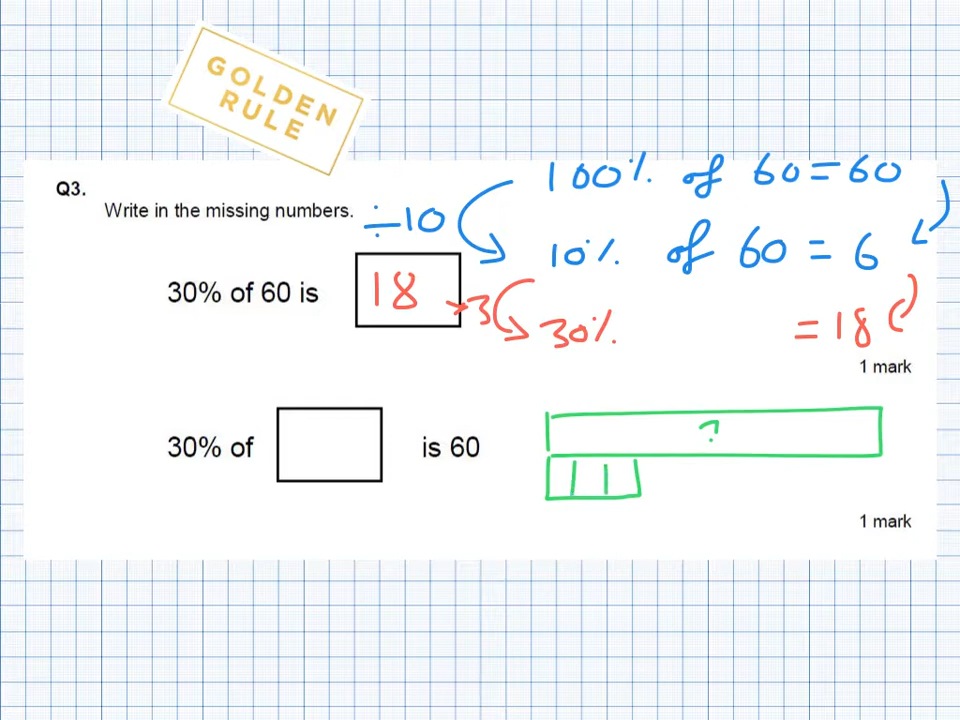 GOLDEN
RULE
Q3.
Write in the missing numbers.
÷10
100% of 60=60
10% of 60 = 6
30% of 60 is 18
×3
30% =18
1 mark
30% of is 60
?
1 mark